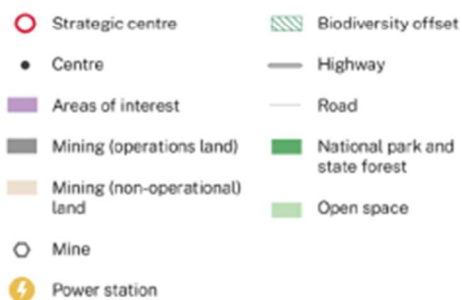 Strategic centre
Centre
Areas of interest
Mining (operations land)
Mining (non-operational)
land
Mine
Power station
Biodiversity offset
Highway
Road
National park and
state forest
Open space